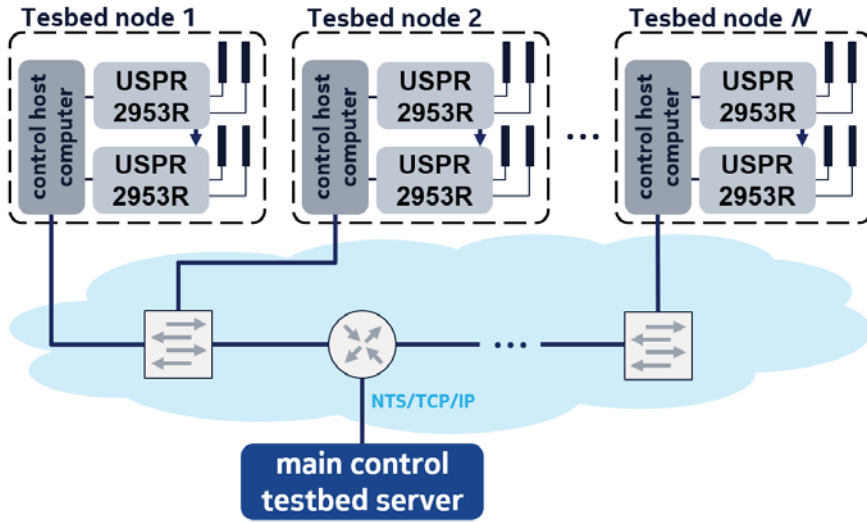 Tesbed node 1
control host
computer
USPR
2953R
USPR
2953R
Tesbed node 2
control host
computer
USPR
2953R
USPR
2953R
...
Tesbed node N
control host
computer
USPR
2953R
USPR
2953R
...
NTS/TCP/IP
main control
testbed server